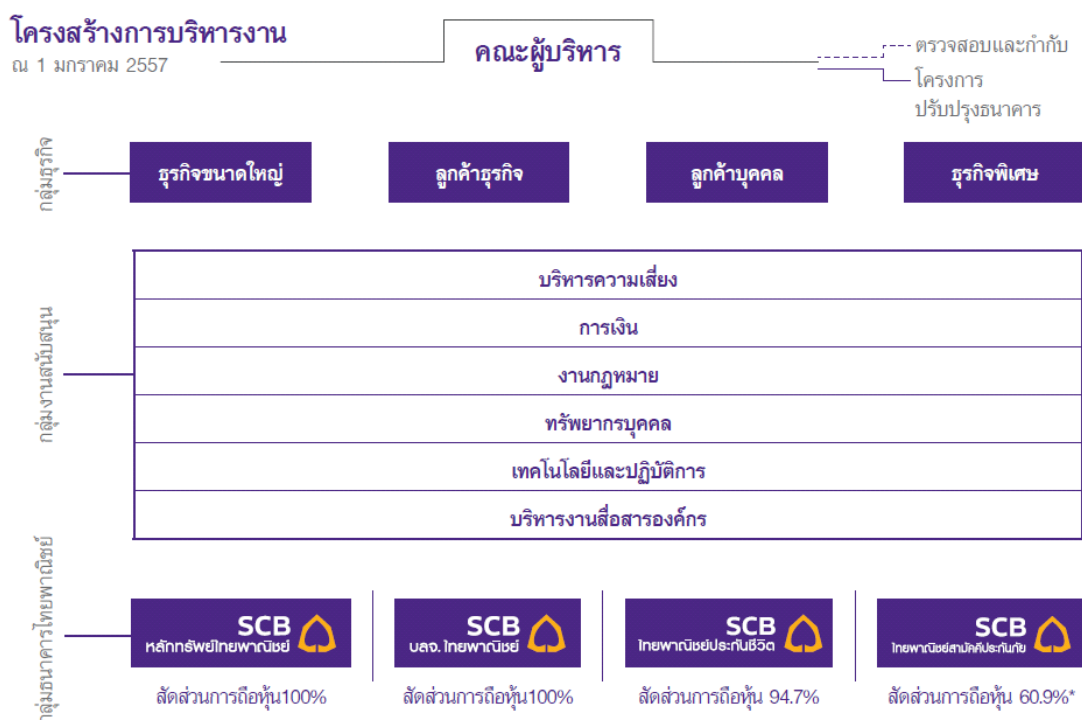 โครงสร้างการบริหารงาน
ณ 1 มกราคม 2557
คณะผู้บริหาร
ตรวจสอบและกำกับ
โครงการ
ปรับปรุงธนาคาร
กลุ่มธุรกิจ
ธุรกิจขนาดใหญ่
ลูกค้าธุรกิจ
ลูกค้าบุคคล
ธุรกิจพิเศษ
กลุ่มงานสนับสนุน
บริหารความเสี่ยง
การเงิน
งานกฎหมาย
ทรัพยากรบุคคล
เทคโนโลยีและปฏิบัติการ
บริหารงานสื่อสารองค์กร
กลุ่มธนาคารไทยพาณิชย์
SCB
หลักทรัพย์ไทยพาณิชย์
สัดส่วนการถือหุ้น100%
SCB
บลจ. ไทยพาณิชย์
สัดส่วนการถือหุ้น100%
SCB
ไทยพาณิชย์ประกันชีวิต
สัดส่วนการถือหุ้น 94.7%
SCB
ไทยพาณิชย์สามัคคีประกันภัย
สัดส่วนการถือหุ้น 60.9%*